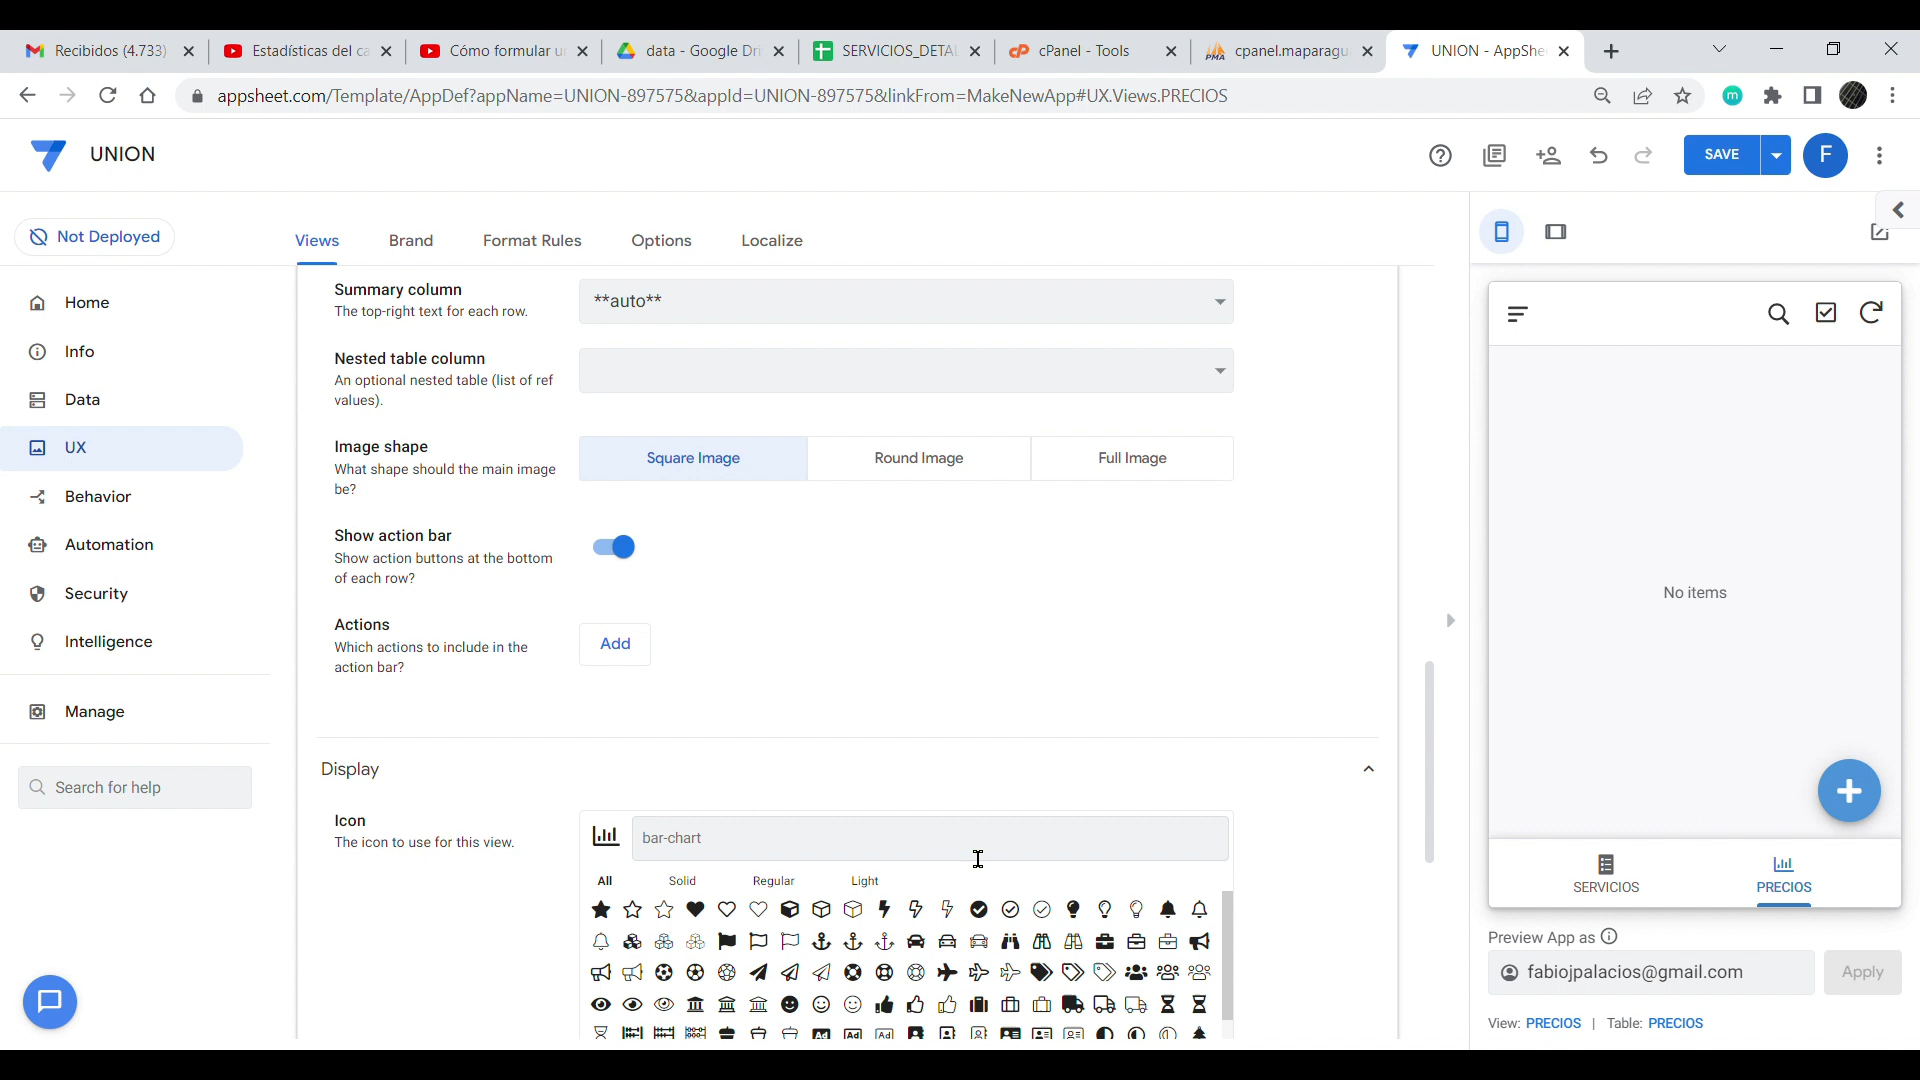 Recibidos (4.733)
Estadísticas del ca
Cómo formular u
data - Google Dri
SERVICIOS_DETAL
cPanel - Tools
cpanel.maparagu
UNION - AppShe
appsheet.com/Template/AppDef?appName=UNION-897575&appId=UNION-897575&linkFrom=MakeNewApp#UX.Views.PRECIOS
m
UNION
SAVE
F
Not Deployed
Views
Brand
Format Rules
Options
Localize
Home
Info
Data
UX
Behavior
Automation
Security
Intelligence
Manage
Search for help
Summary column
The top-right text for each row.
**auto**
Nested table column
An optional nested table (list of ref
values).
Image shape
What shape should the main image
be?
Square Image
Round Image
Full Image
Show action bar
Show action buttons at the bottom
of each row?
Actions
Which actions to include in the
action bar?
Add
Display
Icon
The icon to use for this view.
bar-chart
All
Solid
Regular
Light
Ad
Ad
Ad
No items
SERVICIOS
PRECIOS
Preview App as
fabiojpalacios@gmail.com
Apply
View: PRECIOS | Table: PRECIOS